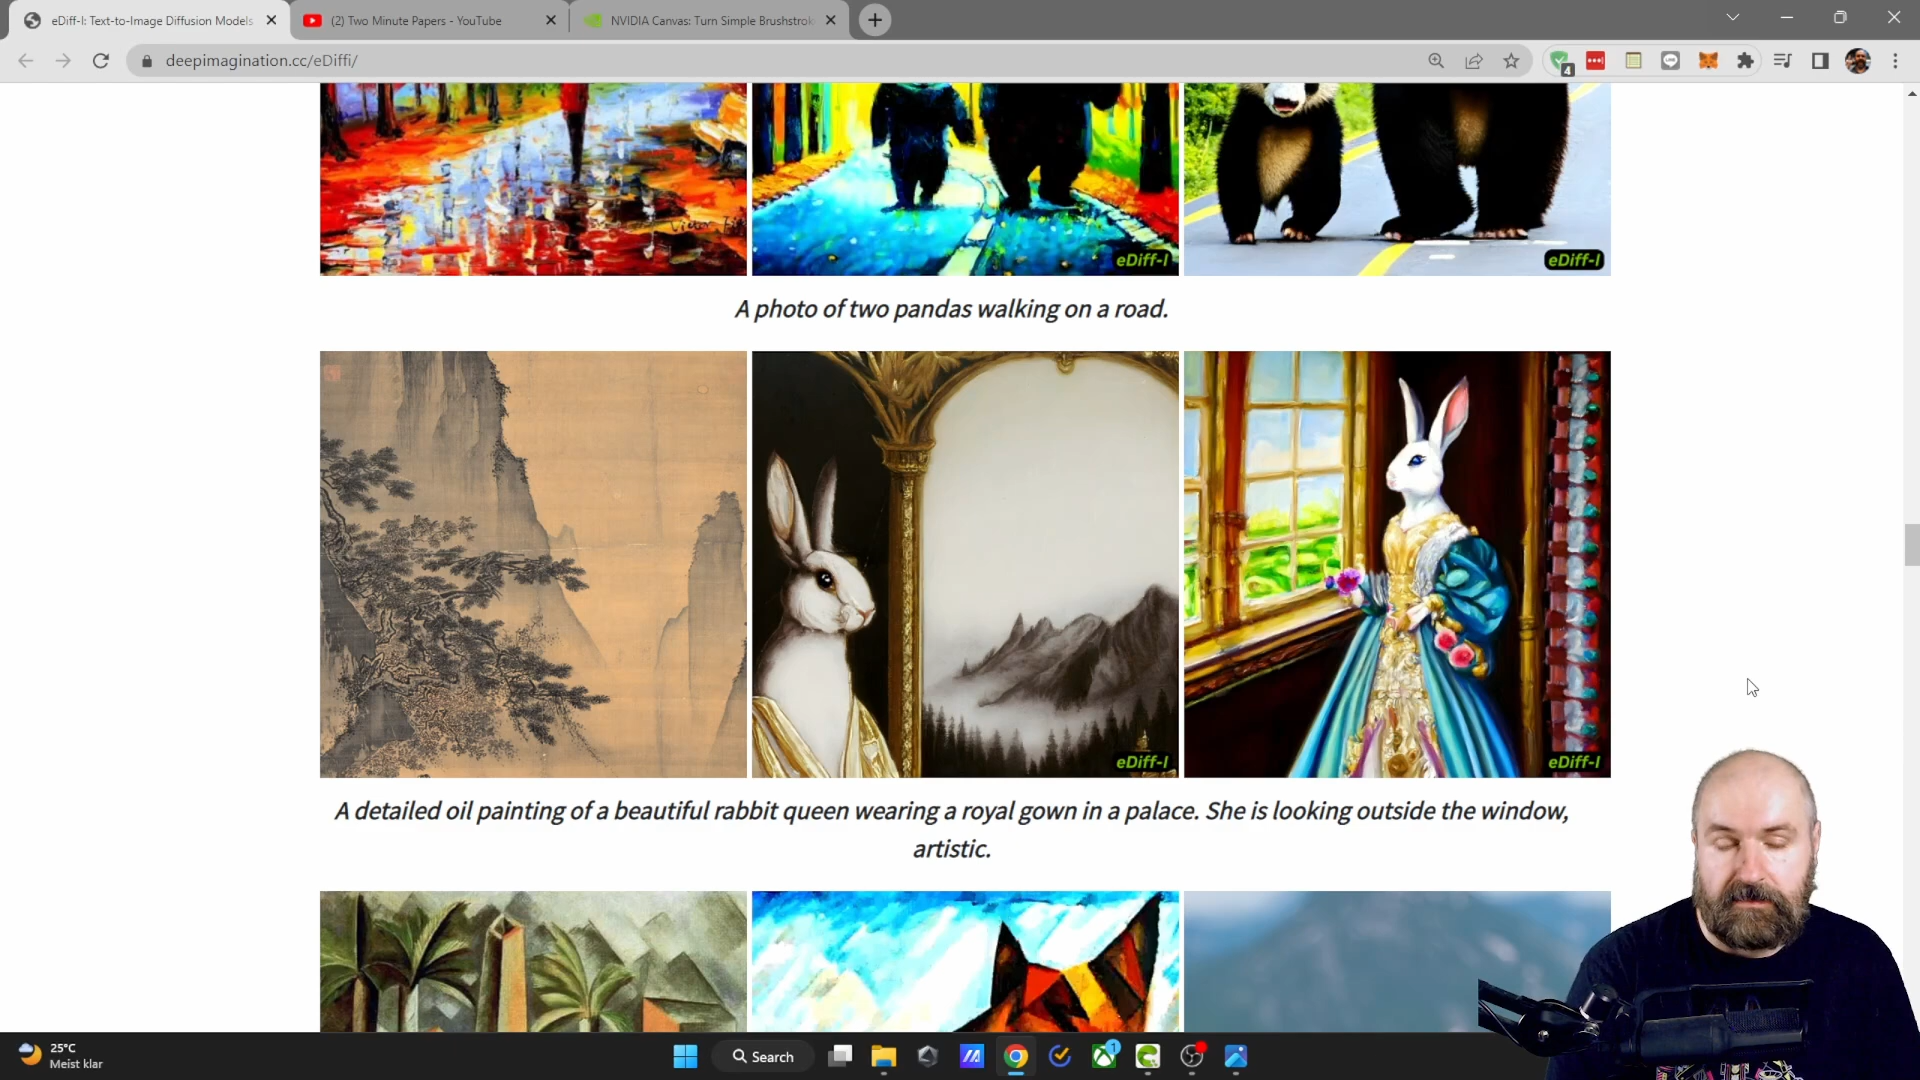 eDiff-I: Text-to-Image Diffusion Models
(2) Two Minute Papers - YouTube
NVIDIA Canvas: Turn Simple Brushstrok
deepimagination.cc/eDiffi/
4
eDiff-I
eDiff-I
A photo of two pandas walking on a road.
eDiff-I
eDiff-I
A detailed oil painting of a beautiful rabbit queen wearing a royal gown in a palace. She is looking outside the window,
artistic.
25°C
Meist klar
Search
1